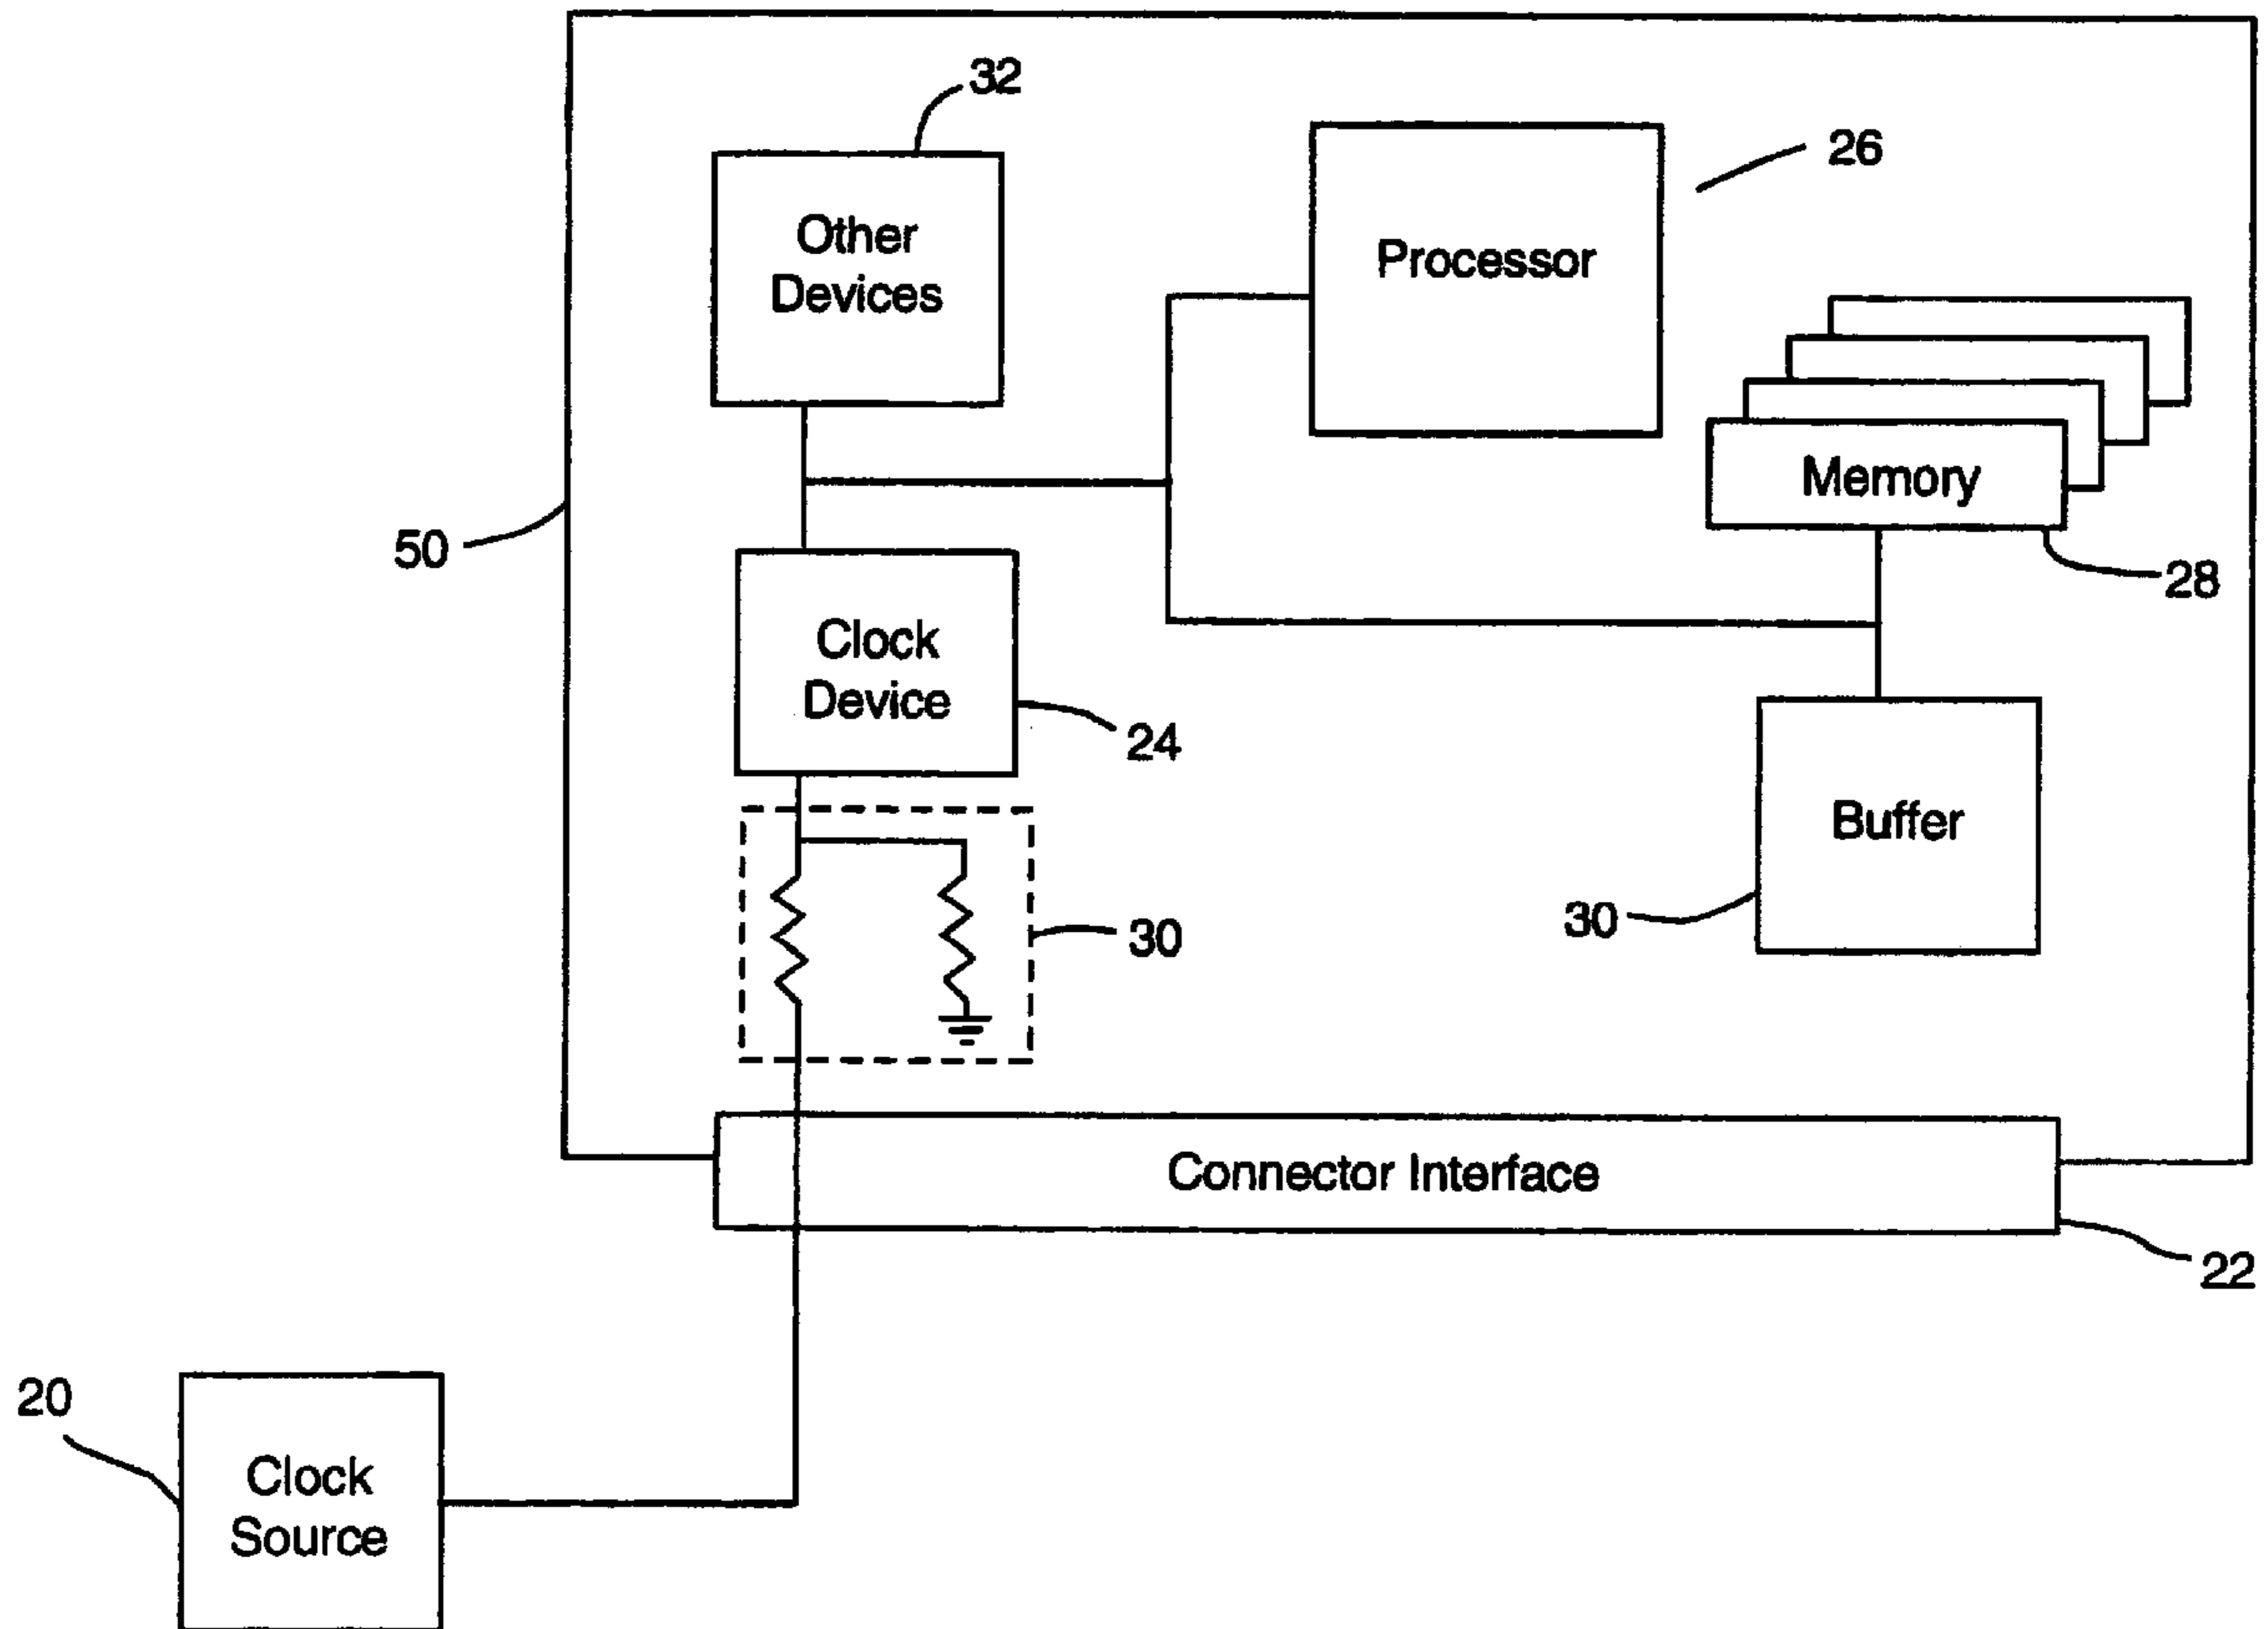 32
Other
Devices
Processor
26
Memory
28
50
Clock
Device
24
Buffer
30
30
Connector Interface
22
20
Clock
Source